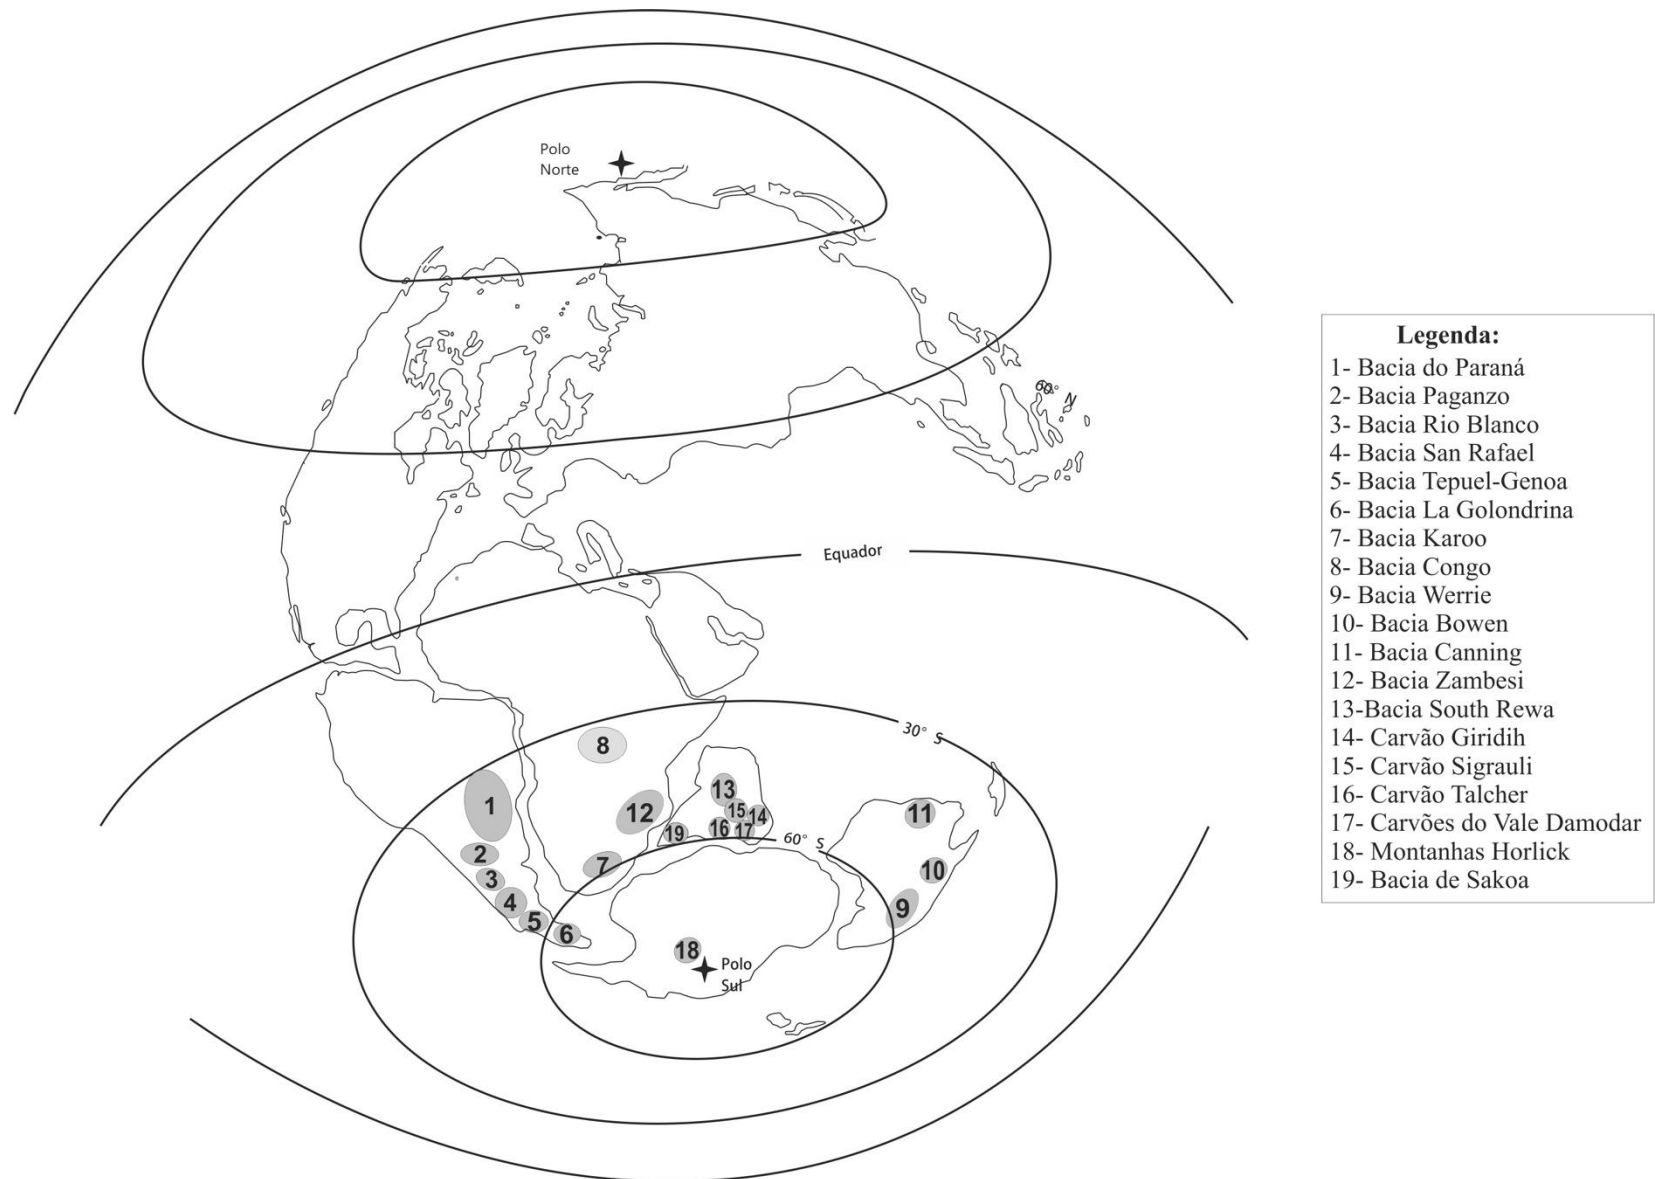 Polo
Norte
60° N
Equador
30° S
8
13
1
12
15
14
11
16
17
19
60° S
2
7
10
3
4
9
5
6
18
Polo
Sul
Legenda:
1- Bacia do Paraná
2- Bacia Paganzo
3- Bacia Rio Blanco
4- Bacia San Rafael
5- Bacia Tepuel-Genoa
6- Bacia La Golondrina
7- Bacia Karoo
8- Bacia Congo
9- Bacia Werrie
10- Bacia Bowen
11- Bacia Canning
12- Bacia Zambesi
13-Bacia South Rewa
14- Carvão Giridih
15- Carvão Sigrauli
16- Carvão Talcher
17- Carvões do Vale Damodar
18- Montanhas Horlick
19- Bacia de Sakoa